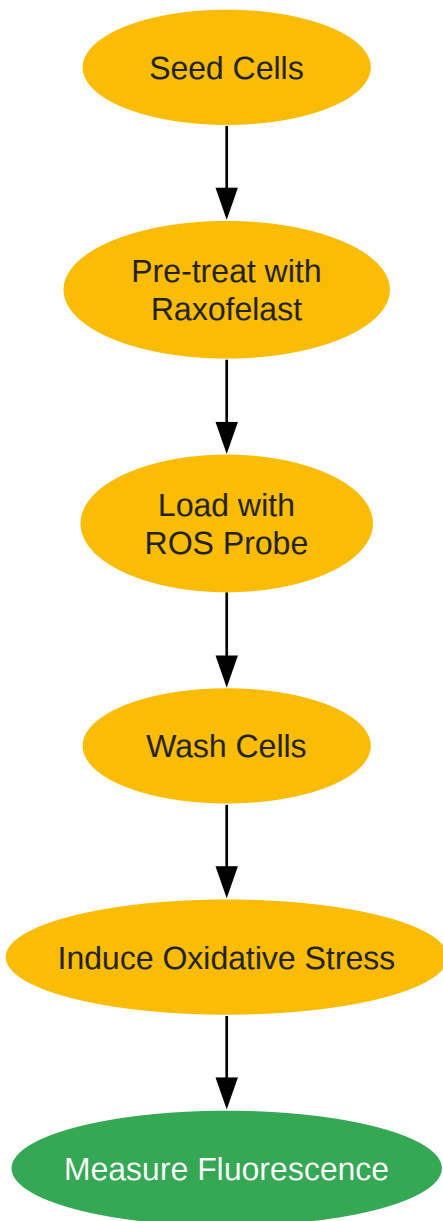 Seed Cells
Pre-treat with
Raxofelast
Load with
ROS Probe
Wash Cells
Induce Oxidative Stress
Measure Fluorescence